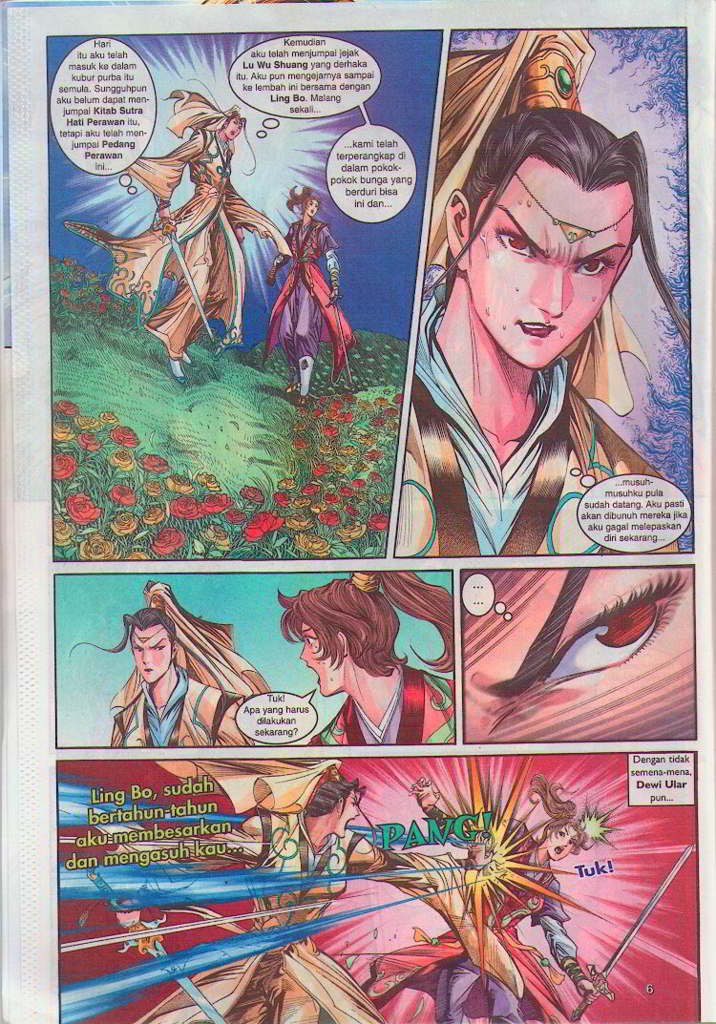 Hari
itu aku telah
masuk ke dalam
kubur purba itu
semula. Sungguhpun
aku belum dapat men-
jumpai Kitab Sutra
Hati Perawan itu,
tetapi aku telah men-
jumpai Pedang
Perawan
ini...
Kemudian
aku telah menjumpai jejak
Lu Wu Shuang yang derhaka
itu. Aku pun mengejarnya sampai
ke lembah ini bersama dengan
Ling Bo. Malang
sekali...
...kami telah
terperangkap di
dalam pokok-
pokok bunga yang
berduri bisa
ini dan...
...musuh-
musuhku pula
sudah datang. Aku pasti
akan dibunuh mereka jika
aku gagal melepaskan
diri sekarang...
Tuk!
Apa yang harus
dilakukan
sekarang?
...
...
Dengan tidak
semena-mena,
Dewi Ular
pun...
Ling Bo, sudah
bertahun-tahun
aku membesarkan
dan mengasuh kau...
PANG!
Tuk!
6